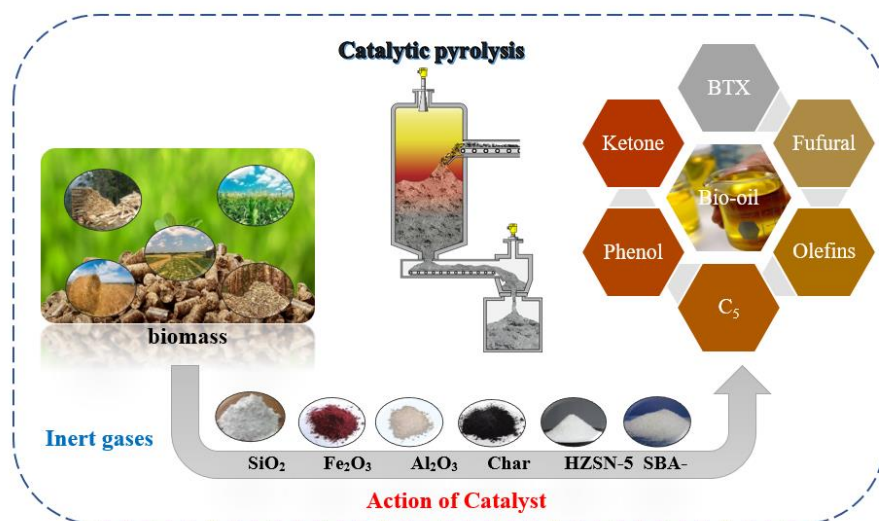 Catalytic pyrolysis
BTX
Ketone
Fufural
Bio-oil
Phenol
Olefins
C₅
biomass
Inert gases
SiO₂ Fe₂O₃ Al₂O₃ Char HZSN-5 SBA-
Action of Catalyst